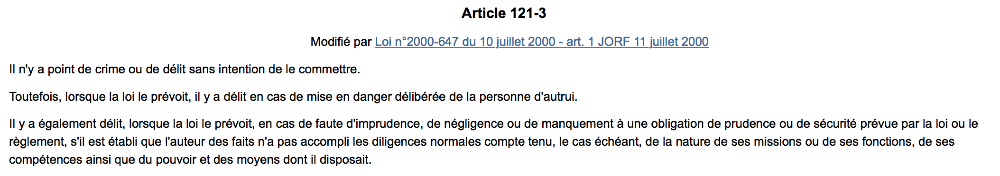 Article 121-3
Modifié par Loi n°2000-647 du 10 juillet 2000 - art. 1 JORF 11 juillet 2000
Il n'y a point de crime ou de délit sans intention de le commettre.
Toutefois, lorsque la loi le prévoit, il y a délit en cas de mise en danger délibérée de la personne d'autrui.
Il y a également délit, lorsque la loi le prévoit, en cas de faute d'imprudence, de négligence ou de manquement à une obligation de prudence ou de sécurité prévue par la loi ou le
règlement, s'il est établi que l'auteur des faits n'a pas accompli les diligences normales compte tenu, le cas échéant, de la nature de ses missions ou de ses fonctions, de ses
compétences ainsi que du pouvoir et des moyens dont il disposait.